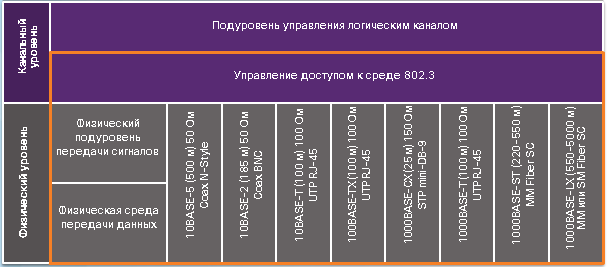 Канальный
уровень
Подуровень управления логическим каналом
Управление доступом к среде 802.3
Физический уровень
Физический
подуровень
передачи сигналов
Физическая среда
передачи данных
10BASE-5 (500 м) 50 Ом
Coax N-Style
10BASE-2 (185 м) 50 Ом
Coax BNC
10BASE-T (100 м) 100 Ом
UTP RJ-45
100BASE-TX (100 м) 100 Ом
UTP RJ-45
1000BASE-CX (25 м) 150 Ом
STP mini-DB-9
1000BASE-T (100 м) 100 Ом
UTP RJ-45
1000BASE-ST (220-550 м)
MM Fiber SC
1000BASE-LX (550-5000 м)
MM или SM Fiber SC